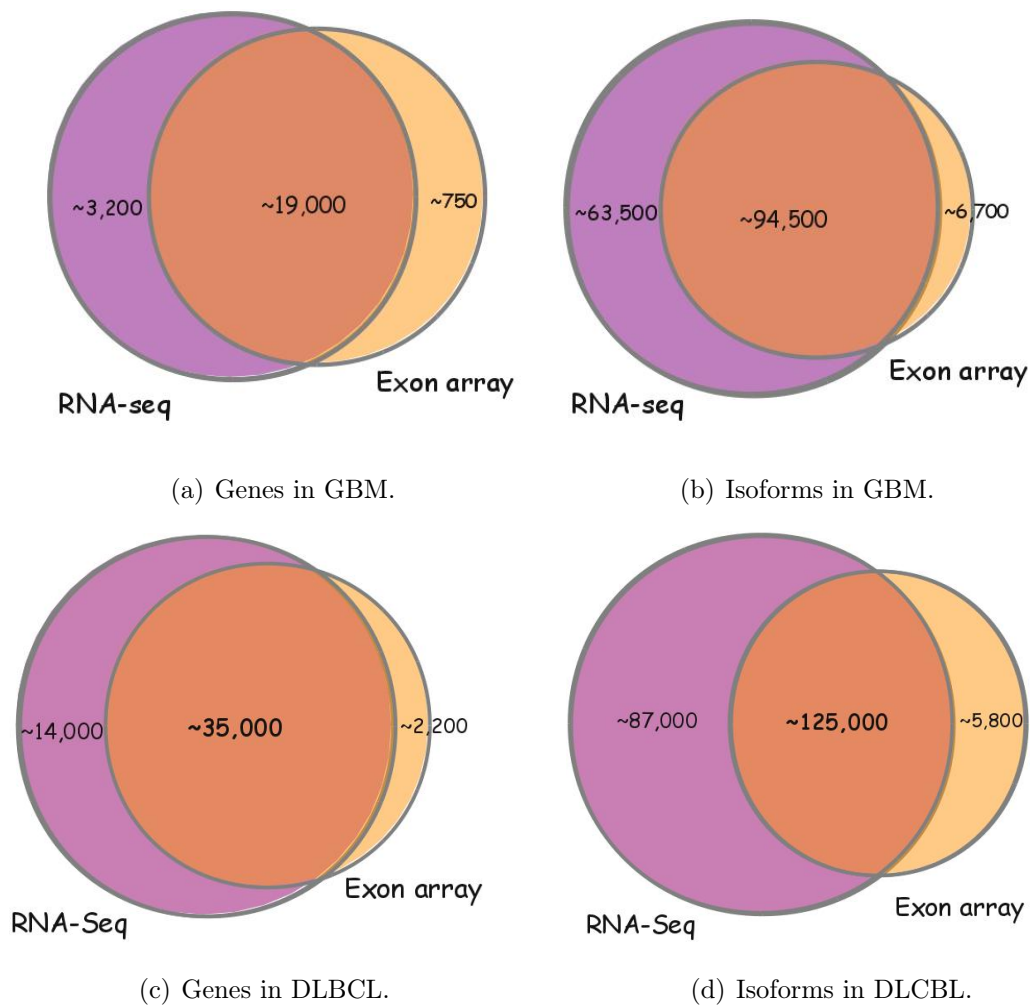 ~3,200
~19,000
~750
RNA-seq
Exon array
(a) Genes in GBM.
~63,500
~94,500
~6,700
RNA-seq
Exon array
(b) Isoforms in GBM.
~14,000
~35,000
~2,200
RNA-Seq
Exon array
(c) Genes in DLBCL.
~87,000
~125,000
~5,800
RNA-Seq
Exon array
(d) Isoforms in DLCBL.